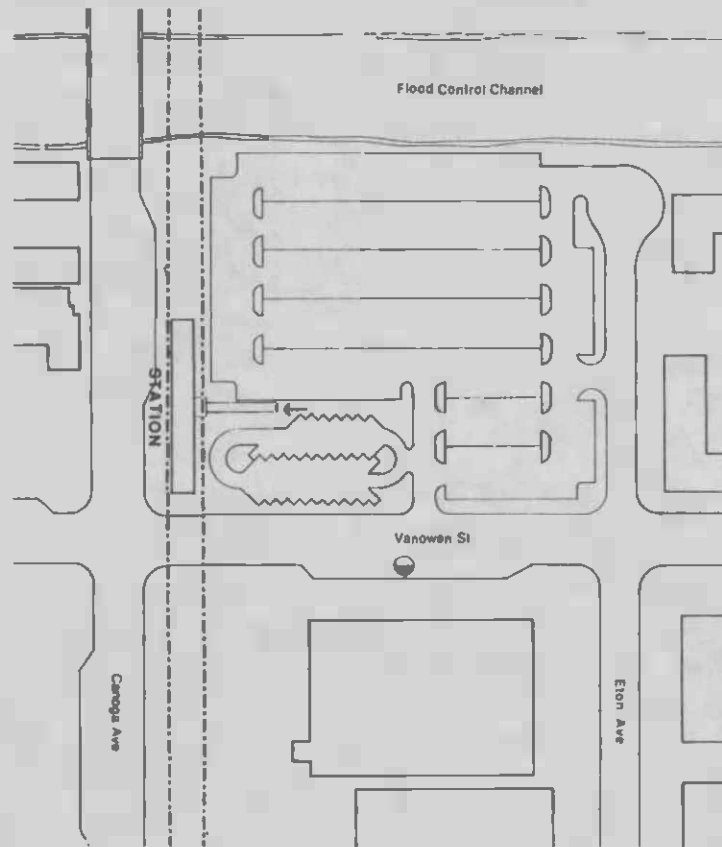 Flood Control Channel
STATION
Vanowen St
Canoga Ave
Eton Ave